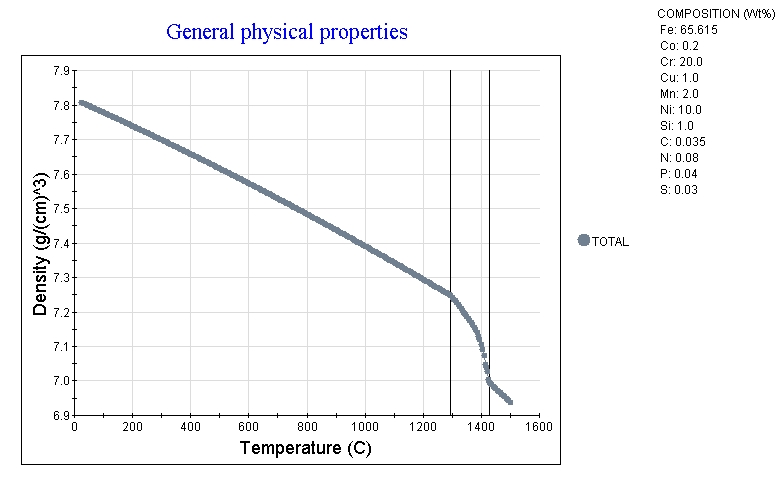 General physical properties
COMPOSITION (Wt%)
Fe: 65.615
Co: 0.2
Cr: 20.0
Cu: 1.0
Mn: 2.0
Ni: 10.0
Si: 1.0
C: 0.035
N: 0.08
P: 0.04
S: 0.03
Density (g/(cm)^3)
7.9
7.8
7.7
7.6
7.5
7.4
7.3
7.2
7.1
7.0
6.9
0 200 400 600 800 1000 1200 1400 1600
Temperature (C)
TOTAL